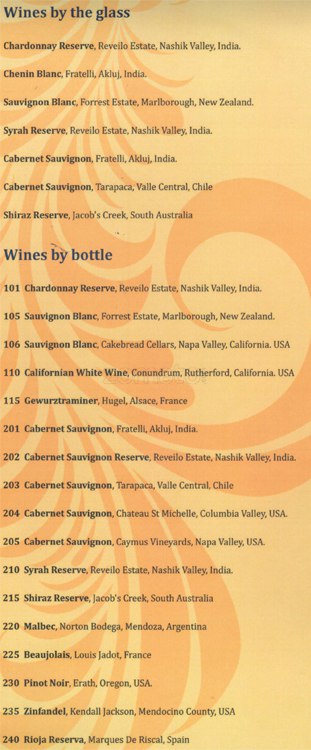 Wines by the glass
Chardonnay Reserve, Reveilo Estate, Nashik Valley, India.
Chenin Blanc, Fratelli, Akluj, India.
Sauvignon Blanc, Forrest Estate, Marlborough, New Zealand.
Syrah Reserve, Reveilo Estate, Nashik Valley, India.
Cabernet Sauvignon, Fratelli, Akluj, India.
Cabernet Sauvignon, Tarapaca, Valle Central, Chile
Shiraz Reserve, Jacob's Creek, South Australia
Wines by bottle
101 Chardonnay Reserve, Reveilo Estate, Nashik Valley, India.
105 Sauvignon Blanc, Forrest Estate, Marlborough, New Zealand.
106 Sauvignon Blanc, Cakebread Cellars, Napa Valley, California. USA
110 Californian White Wine, Conundrum, Rutherford, California. USA
115 Gewurztraminer, Hugel, Alsace, France
201 Cabernet Sauvignon, Fratelli, Akluj, India.
202 Cabernet Sauvignon Reserve, Reveilo Estate, Nashik Valley, India.
203 Cabernet Sauvignon, Tarapaca, Valle Central, Chile
204 Cabernet Sauvignon, Chateau St Michelle, Columbia Valley, USA.
205 Cabernet Sauvignon, Caymus Vineyards, Napa Valley, USA.
210 Syrah Reserve, Reveilo Estate, Nashik Valley, India.
215 Shiraz Reserve, Jacob's Creek, South Australia
220 Malbec, Norton Bodega, Mendoza, Argentina
225 Beaujolais, Louis Jadot, France
230 Pinot Noir, Erath, Oregon, USA.
235 Zinfandel, Kendall Jackson, Mendocino County, USA
240 Rioja Reserva, Marques De Riscal, Spain